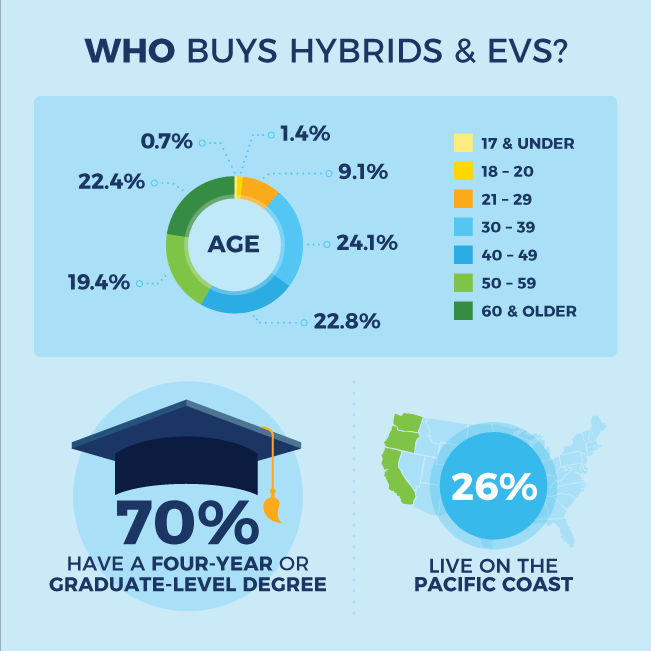 WHO BUYS HYBRIDS & EVS?
0.7%
1.4%
22.4%
9.1%
AGE
24.1%
19.4%
22.8%
17 & UNDER
18 – 20
21 – 29
30 – 39
40 – 49
50 – 59
60 & OLDER
70%
HAVE A FOUR-YEAR OR
GRADUATE-LEVEL DEGREE
26%
LIVE ON THE
PACIFIC COAST